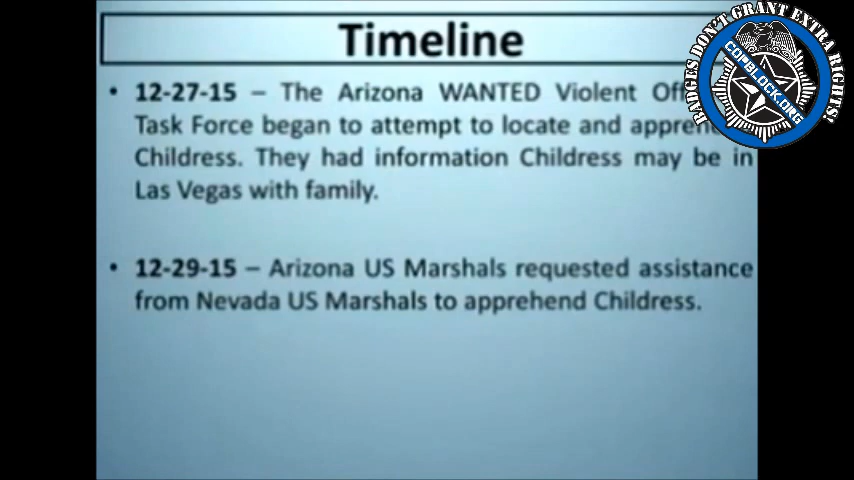 Timeline
• 12-27-15 – The Arizona WANTED Violent
Task Force began to attempt to locate and
Childress. They had information Childress may be in
Las Vegas with family.
• 12-29-15 – Arizona US Marshals requested assistance
from Nevada US Marshals to apprehend Childress.
BADGES DON'T GRANT EXTRA RIGHTS!
COPBLOCK.ORG